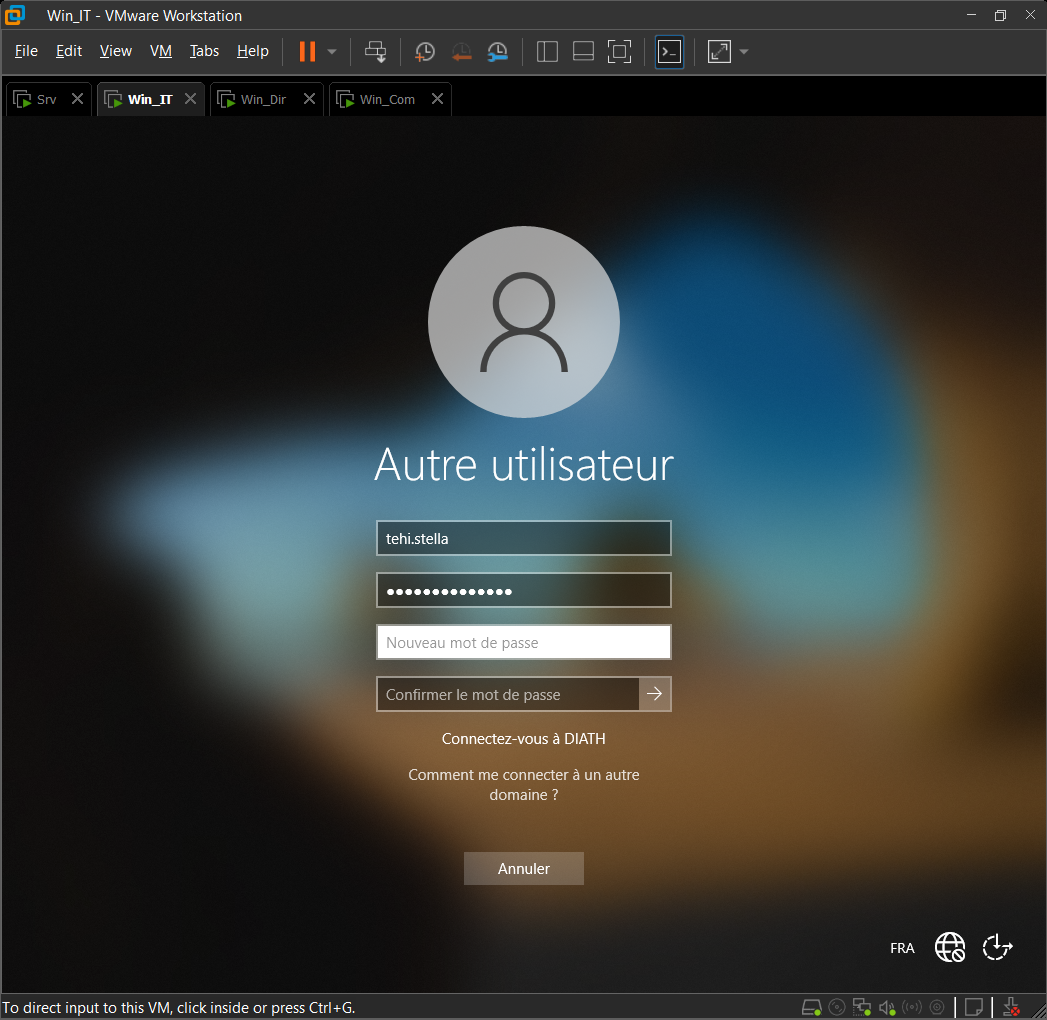 Win_IT - VMware Workstation
File Edit View VM Tabs Help
Srv Win_IT Win_Dir Win_Com
Autre utilisateur
tehi.stella
Nouveau mot de passe
Confirmer le mot de passe
Connectez-vous à DIATH
Comment me connecter à un autre
domaine ?
Annuler
FRA
To direct input to this VM, click inside or press Ctrl+G.